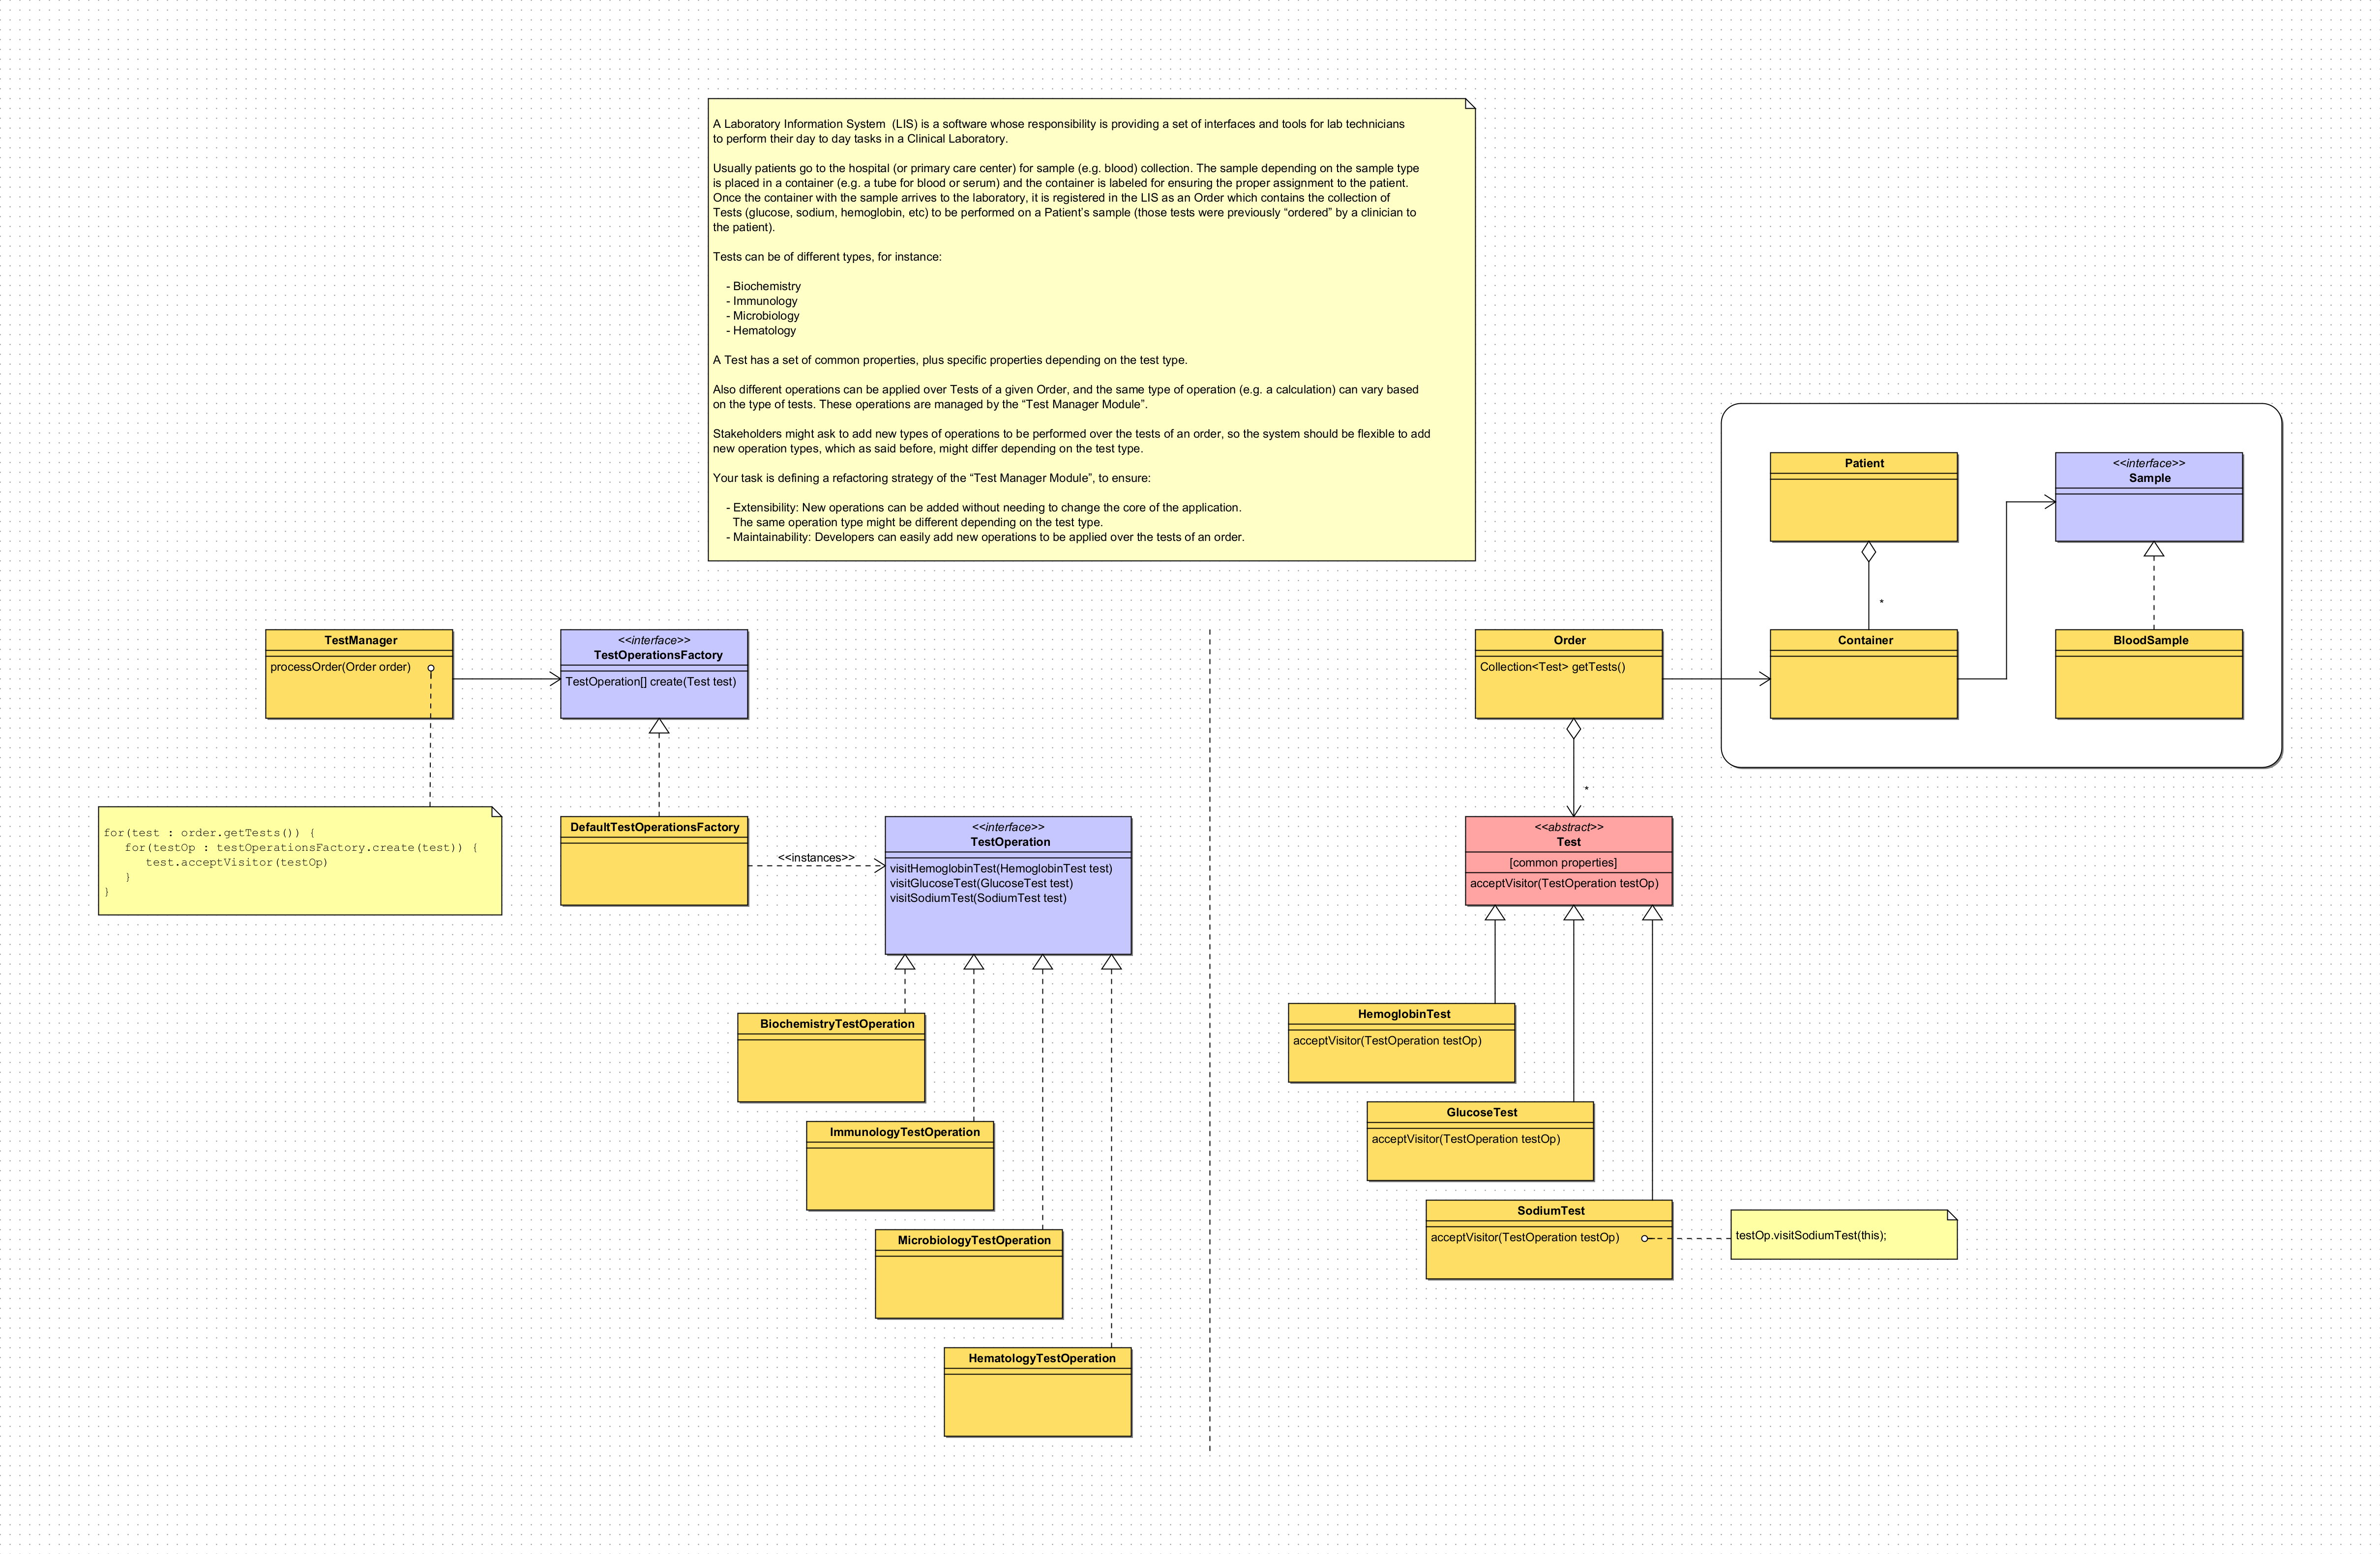 A Laboratory Information System  (LIS) is a software whose responsibility is providing a set of interfaces and tools for lab technicians
to perform their day to day tasks in a Clinical Laboratory.
Usually patients go to the hospital (or primary care center) for sample (e.g. blood) collection. The sample depending on the sample type
is placed in a container (e.g. a tube for blood or serum) and the container is labeled for ensuring the proper assignment to the patient.
Once the container with the sample arrives to the laboratory, it is registered in the LIS as an Order which contains the collection of
Tests (glucose, sodium, hemoglobin, etc) to be performed on a Patient's sample (those tests were previously “ordered” by a clinician to
the patient).
Tests can be of different types, for instance:
- Biochemistry
- Immunology
- Microbiology
- Hematology
A Test has a set of common properties, plus specific properties depending on the test type.
Also different operations can be applied over Tests of a given Order, and the same type of operation (e.g. a calculation) can vary based
on the type of tests. These operations are managed by the “Test Manager Module”.
Stakeholders might ask to add new types of operations to be performed over the tests of an order, so the system should be flexible to add
new operation types, which as said before, might differ depending on the test type.
Your task is defining a refactoring strategy of the “Test Manager Module”, to ensure:
- Extensibility: New operations can be added without needing to change the core of the application.
The same operation type might be different depending on the test type.
- Maintainability: Developers can easily add new operations to be applied over the tests of an order.
Patient
<<interface>>
Sample
*
TestManager
processOrder(Order order)
<<interface>>
TestOperationsFactory
TestOperation[] create(Test test)
Order
Collection<Test> getTests()
Container
BloodSample
*
for(test : order.getTests()) {
for(testOp : testOperationsFactory.create(test)) {
test.acceptVisitor(testOp)
}
}
DefaultTestOperationsFactory
<<instances>>
<<interface>>
TestOperation
visitHemoglobinTest(HemoglobinTest test)
visitGlucoseTest(GlucoseTest test)
visitSodiumTest(SodiumTest test)
<<abstract>>
Test
[common properties]
acceptVisitor(TestOperation testOp)
BiochemistryTestOperation
ImmunologyTestOperation
MicrobiologyTestOperation
HematologyTestOperation
HemoglobinTest
acceptVisitor(TestOperation testOp)
GlucoseTest
acceptVisitor(TestOperation testOp)
SodiumTest
acceptVisitor(TestOperation testOp)
testOp.visitSodiumTest(this);